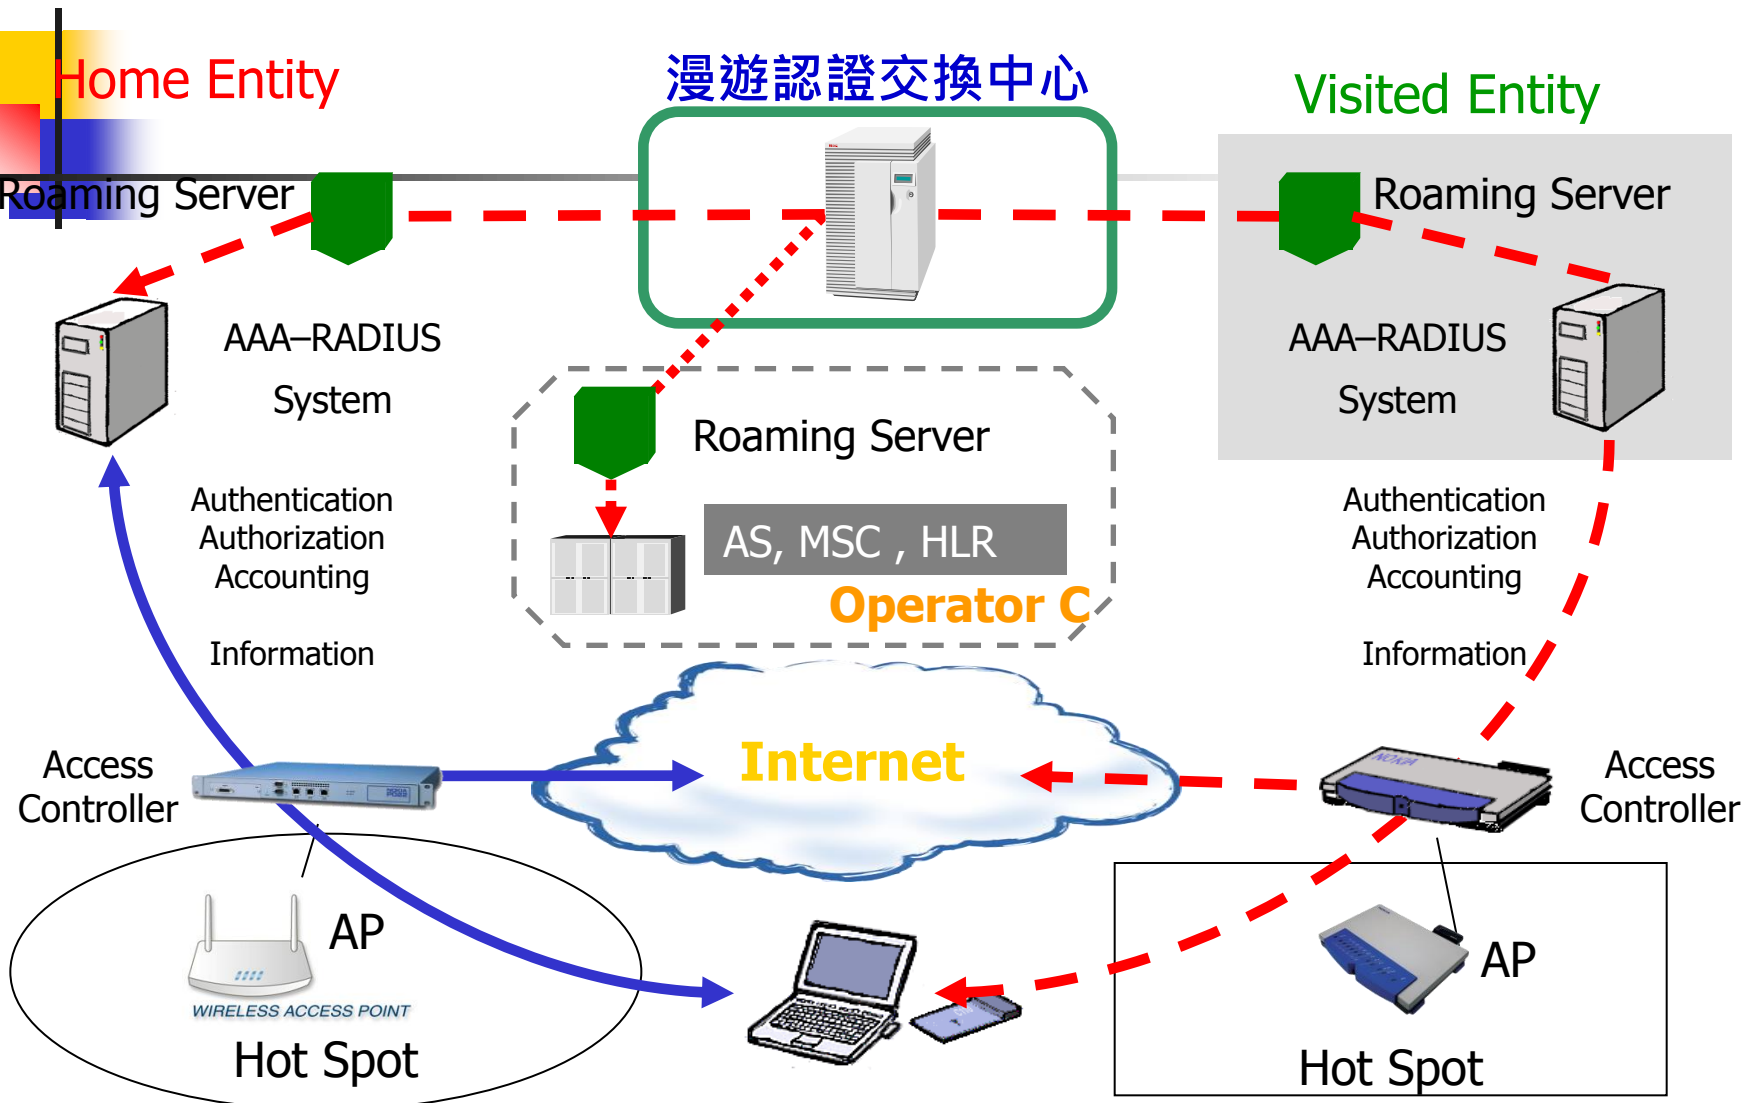 Home Entity
漫遊認證交換中心
Visited Entity
Roaming Server
Roaming Server
AAA–RADIUS
System
AAA–RADIUS
System
Roaming Server
AS, MSC , HLR
Operator C
Authentication
Authorization
Accounting
Information
Authentication
Authorization
Accounting
Information
Internet
Access
Controller
NOKIA
Access
Controller
AP
WIRELESS ACCESS POINT
Hot Spot
AP
Hot Spot